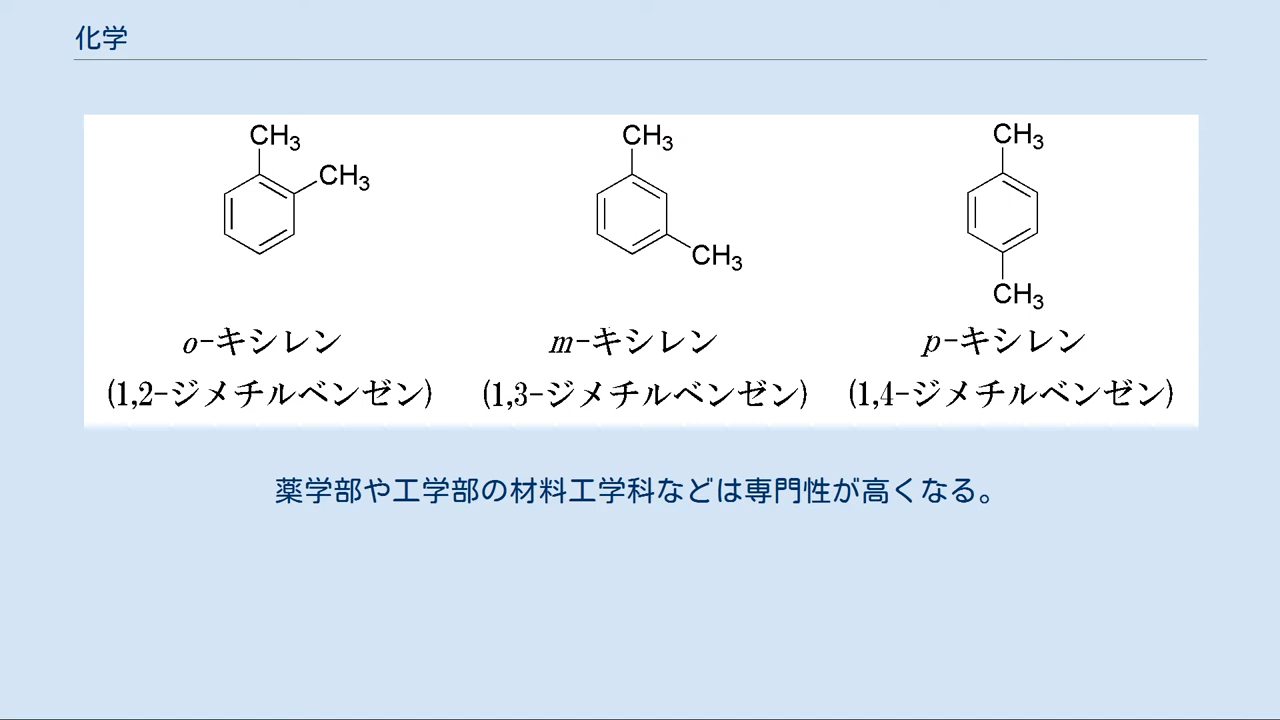 化学
CH₃ CH₃ CH₃
CH₃
CH₃
CH₃
o-キシレン m-キシレン p-キシレン
(1,2-ジメチルベンゼン) (1,3-ジメチルベンゼン) (1,4-ジメチルベンゼン)
薬学部や工学部の材料工学科などは専門性が高くなる。